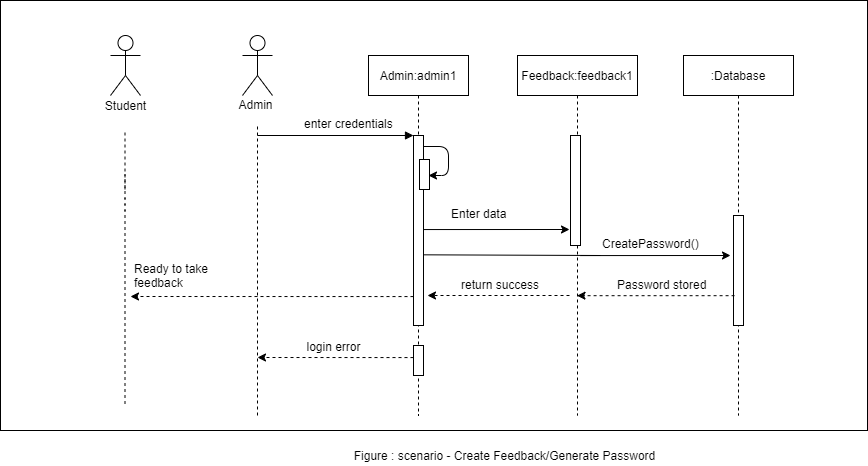 Student
Admin
Admin:admin1
Feedback:feedback1
:Database
enter credentials
Enter data
CreatePassword()
Ready to take
feedback
return success
Password stored
login error
Figure : scenario - Create Feedback/Generate Password